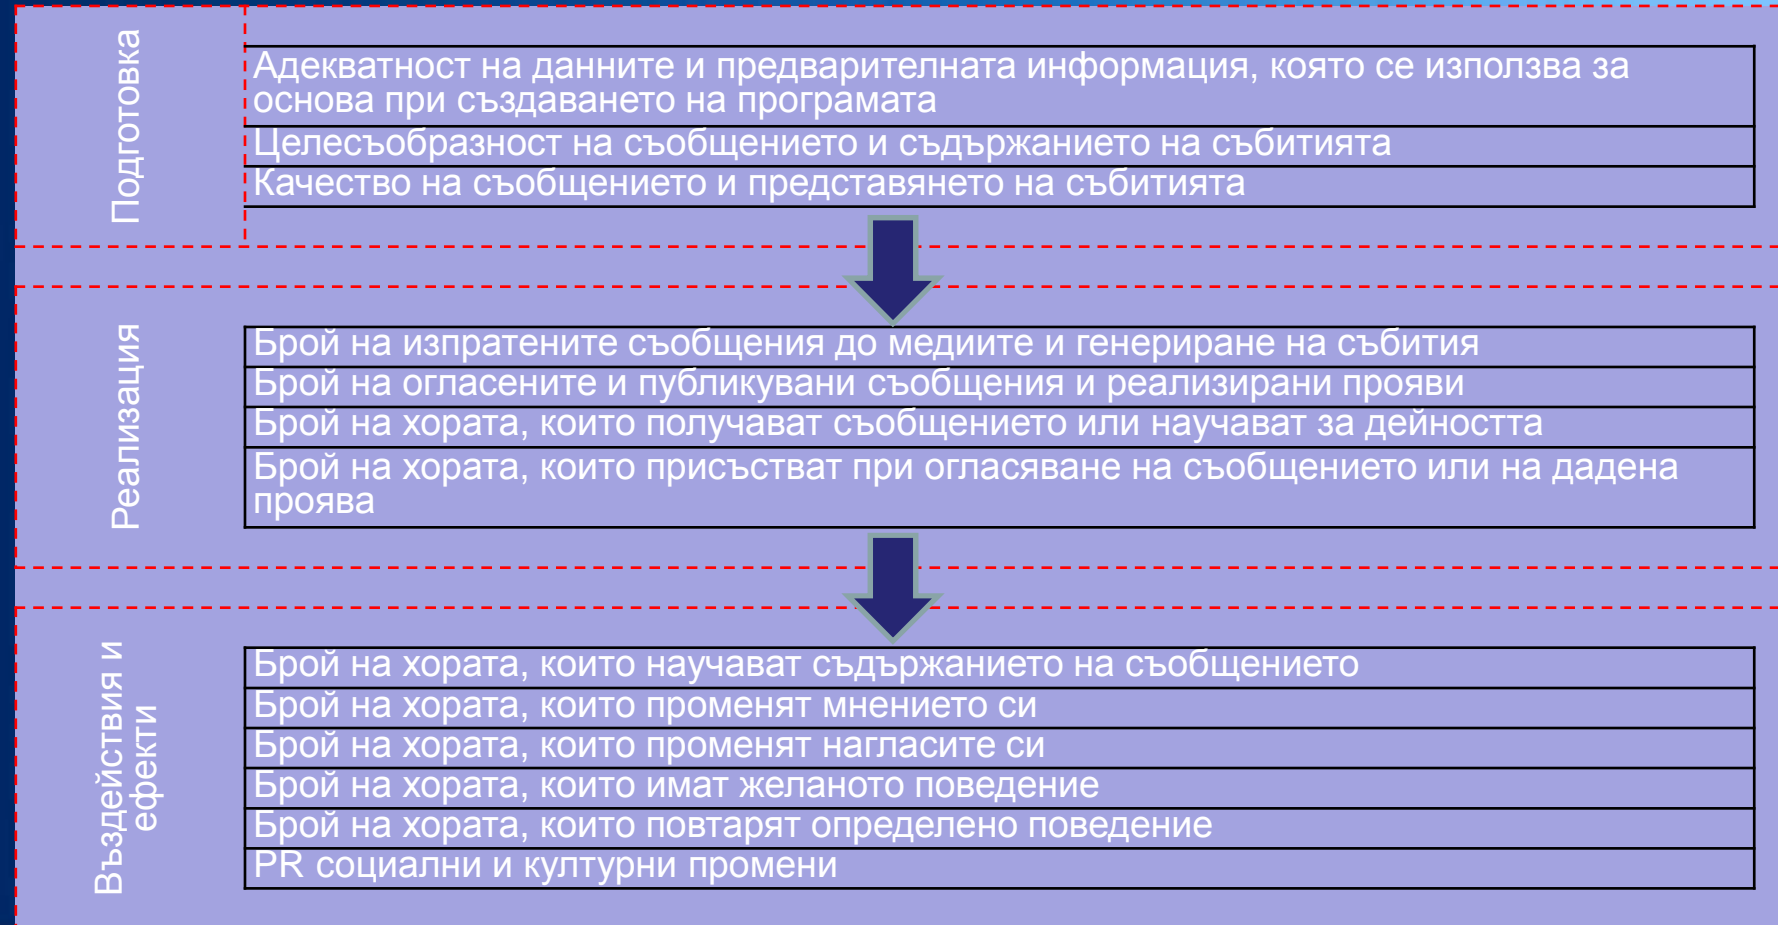 Подготовка
Адекватност на данните и предварителната информация, която се използва за
основа при създаването на програмата
Целесъобразност на съобщението и съдържанието на събитията
Качество на съобщението и представянето на събитията
Реализация
Брой на изпратените съобщения до медиите и генериране на събития
Брой на огласените и публикувани съобщения и реализирани прояви
Брой на хората, които получават съобщението или научават за дейността
Брой на хората, които присъстват при огласяване на съобщението или на дадена
проява
Въздействия и
ефекти
Брой на хората, които научават съдържанието на съобщението
Брой на хората, които променят мнението си
Брой на хората, които променят нагласите си
Брой на хората, които имат желаното поведение
Брой на хората, които повтарят определено поведение
PR социални и културни промени